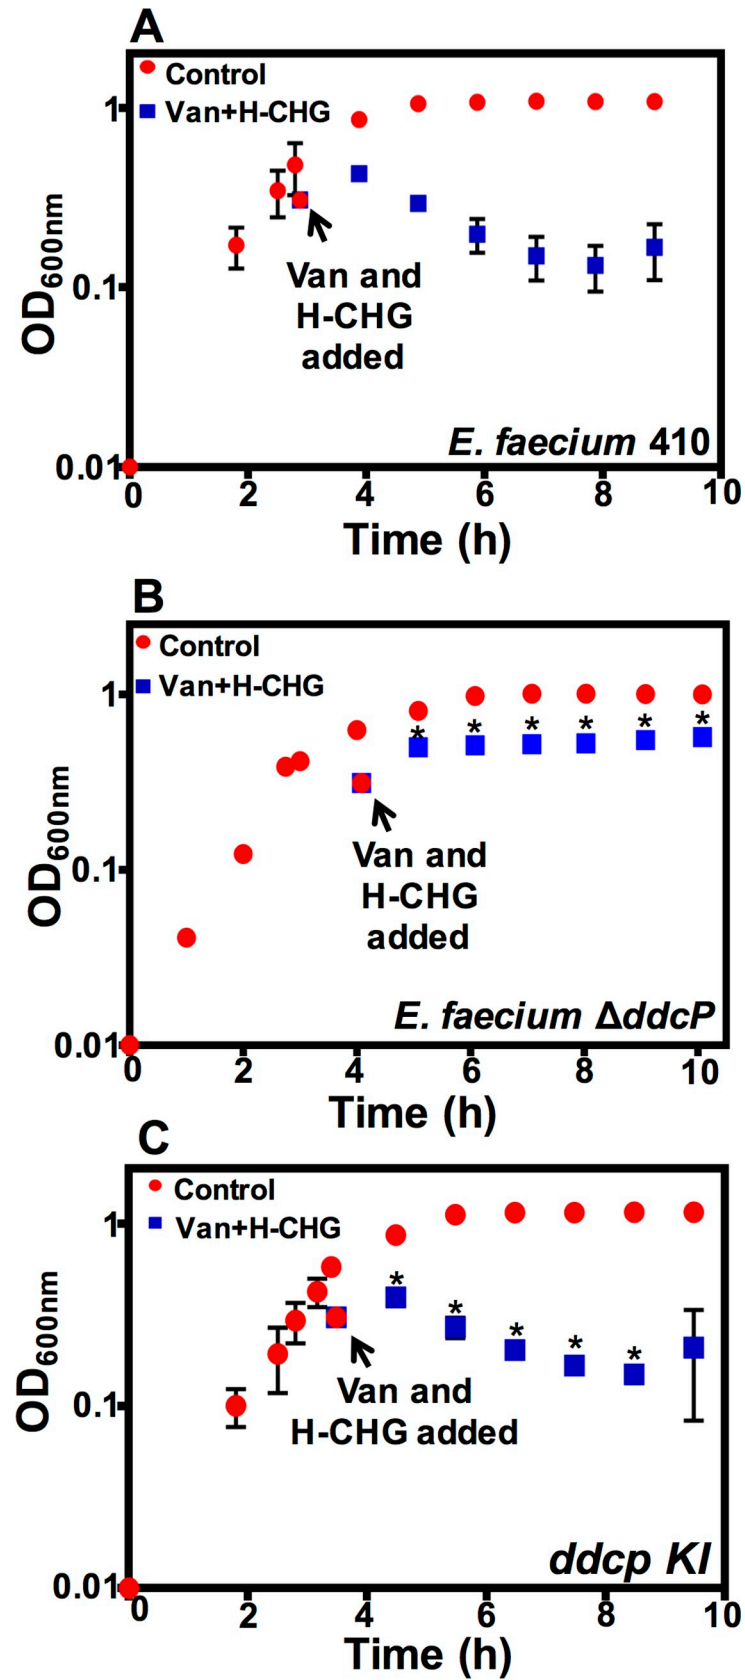 A
Control
Van+H-CHG
1
0.1
0.01
OD600nm
Van and
H-CHG
added
E. faecium 410
0 2 4 6 8 10
Time (h)
B
Control
Van+H-CHG
1
0.1
0.01
OD600nm
* * * * * *
Van and
H-CHG
added
E. faecium ΔddcP
0 2 4 6 8 10
Time (h)
C
Control
Van+H-CHG
1
0.1
0.01
OD600nm
* * * * *
Van and
H-CHG added
ddcp KI
0 2 4 6 8 10
Time (h)